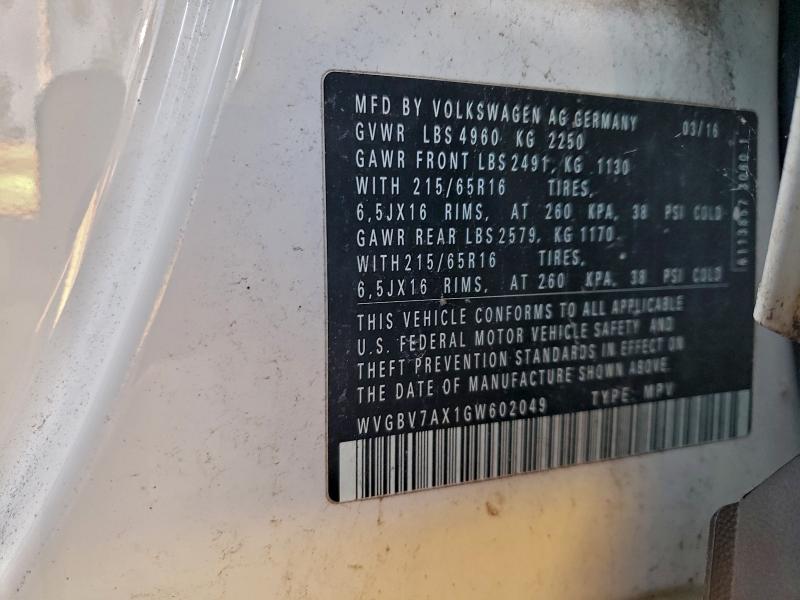 MFD BY VOLKSWAGEN AG GERMANY 03/16
GVWR LBS 4960 KG 2250
GAWR FRONT LBS 2491, KG 1130
WITH 215/65R16 TIRES,
6,5JX16 RIMS, AT 260 KPA, 38 PSI COLD
GAWR REAR LBS 2579, KG 1170,
WITH 215/65R16 TIRES,
6,5JX16 RIMS, AT 260 KPA, 38 PSI COLD
THIS VEHICLE CONFORMS TO ALL APPLICABLE
U.S. FEDERAL MOTOR VEHICLE SAFETY AND
THEFT PREVENTION STANDARDS IN EFFECT ON
THE DATE OF MANUFACTURE SHOWN ABOVE.
WVGBV7AX1GW602049 TYPE: MPV